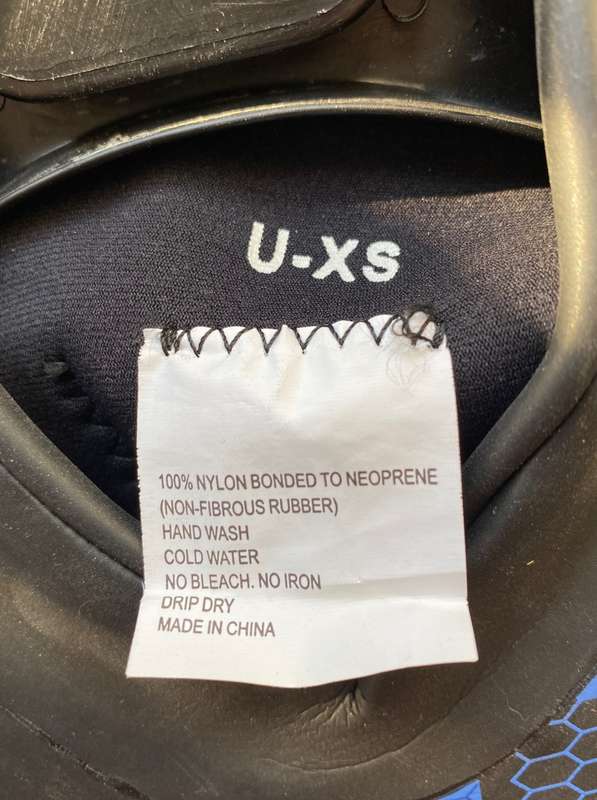 U-XS
100% NYLON BONDED TO NEOPRENE
(NON-FIBROUS RUBBER)
HAND WASH
COLD WATER
NO BLEACH. NO IRON
DRIP DRY
MADE IN CHINA